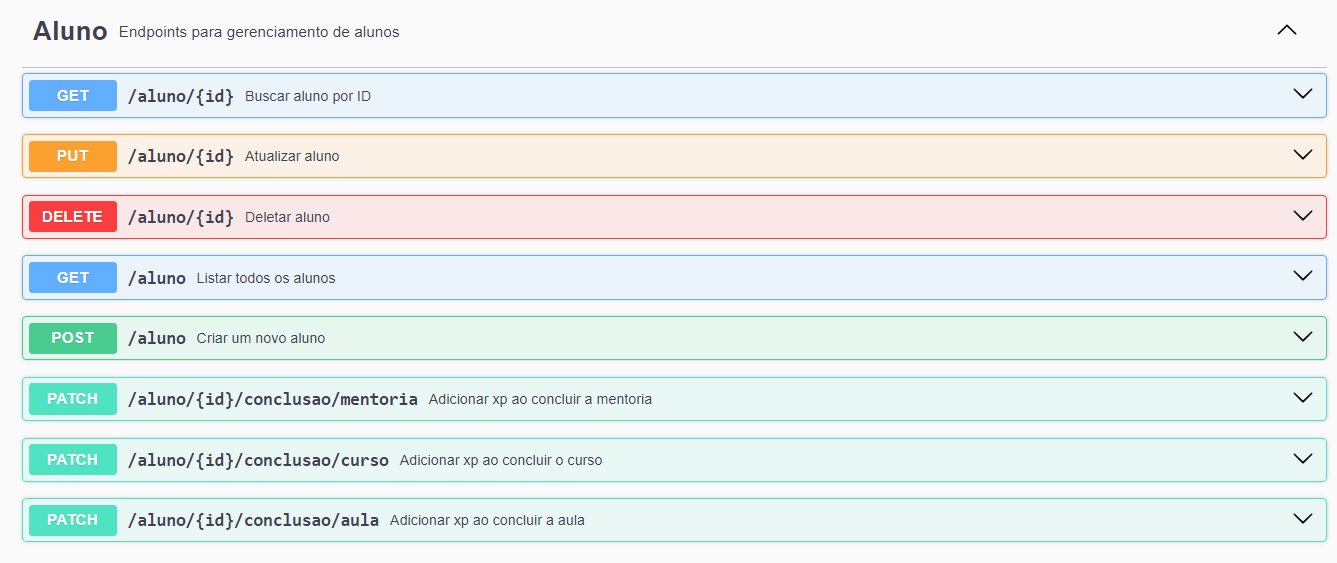 Aluno Endpoints para gerenciamento de alunos
GET /aluno/{id} Buscar aluno por ID
PUT /aluno/{id} Atualizar aluno
DELETE /aluno/{id} Deletar aluno
GET /aluno Listar todos os alunos
POST /aluno Criar um novo aluno
PATCH /aluno/{id}/conclusao/mentoria Adicionar xp ao concluir a mentoria
PATCH /aluno/{id}/conclusao/curso Adicionar xp ao concluir o curso
PATCH /aluno/{id}/conclusao/aula Adicionar xp ao concluir a aula